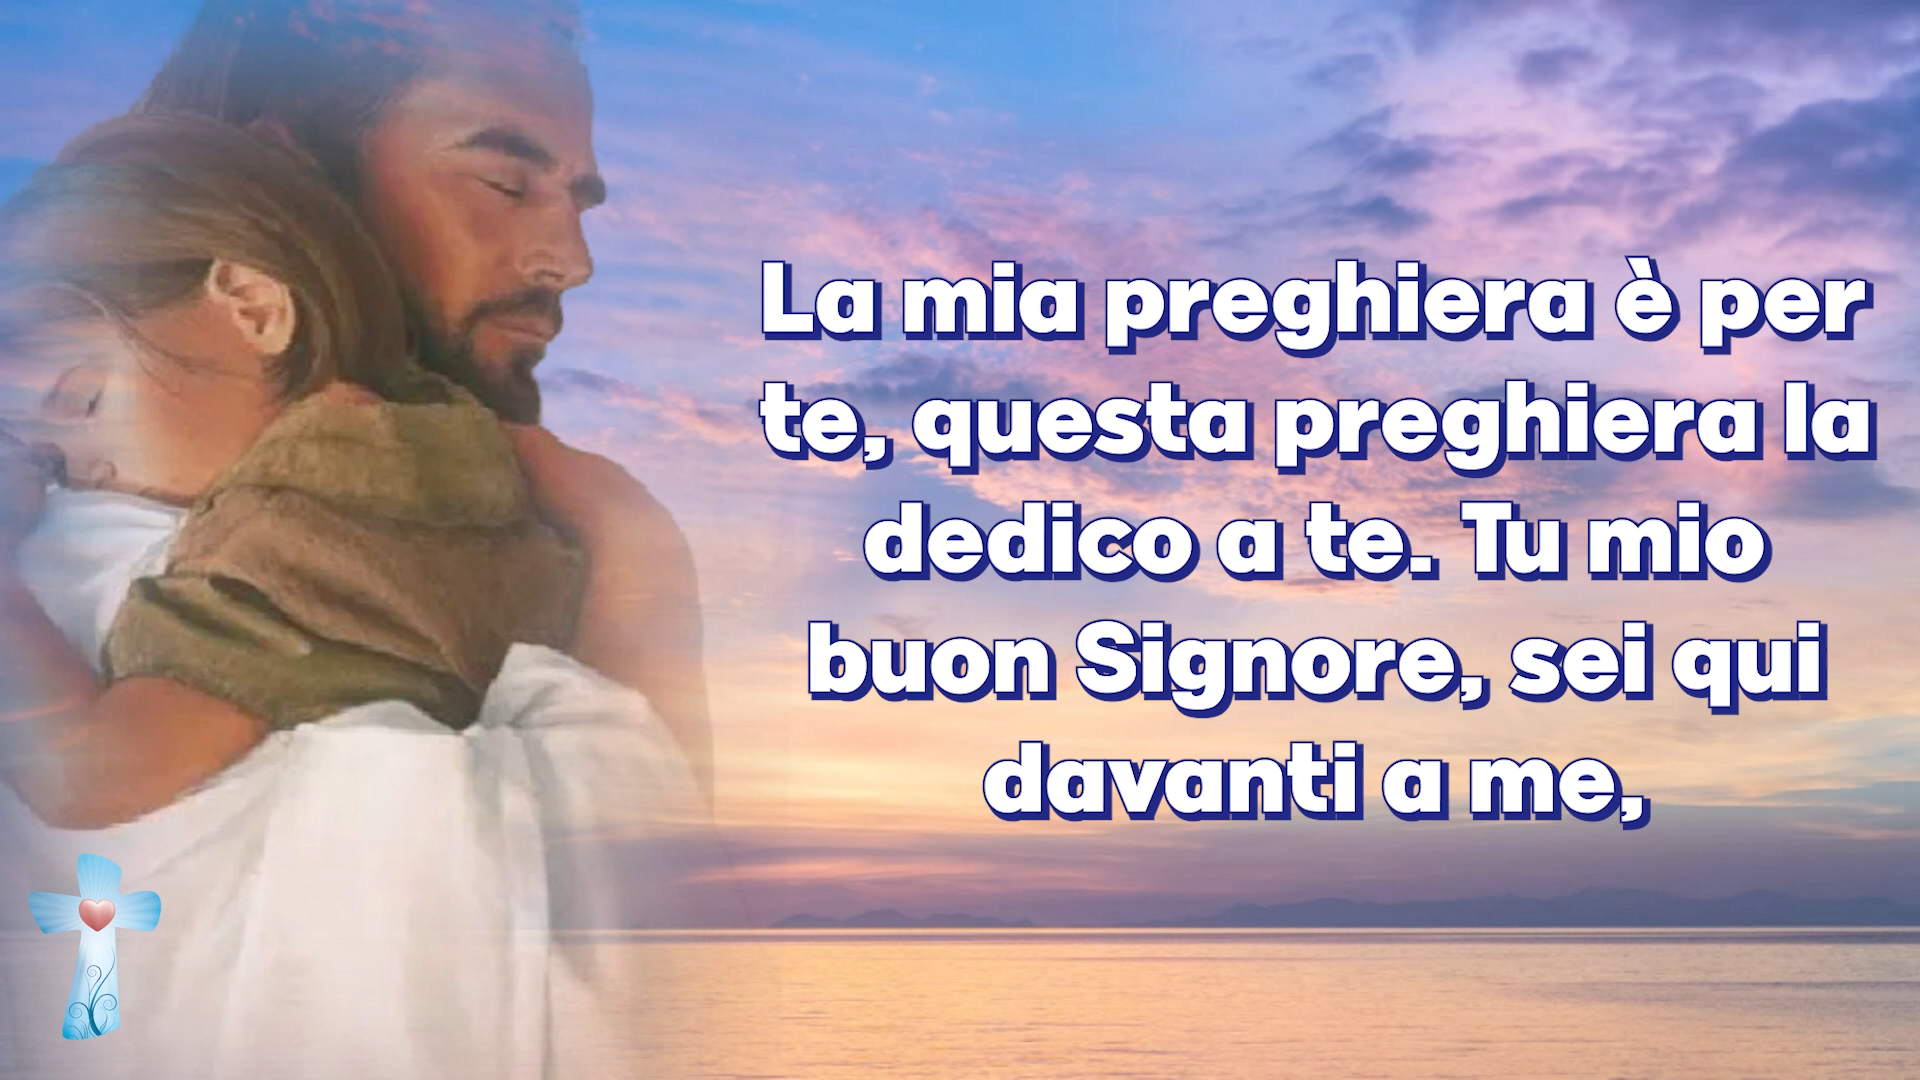 La mia preghiera è per
te, questa preghiera la
dedico a te. Tu mio
buon Signore, sei qui
davanti a me,